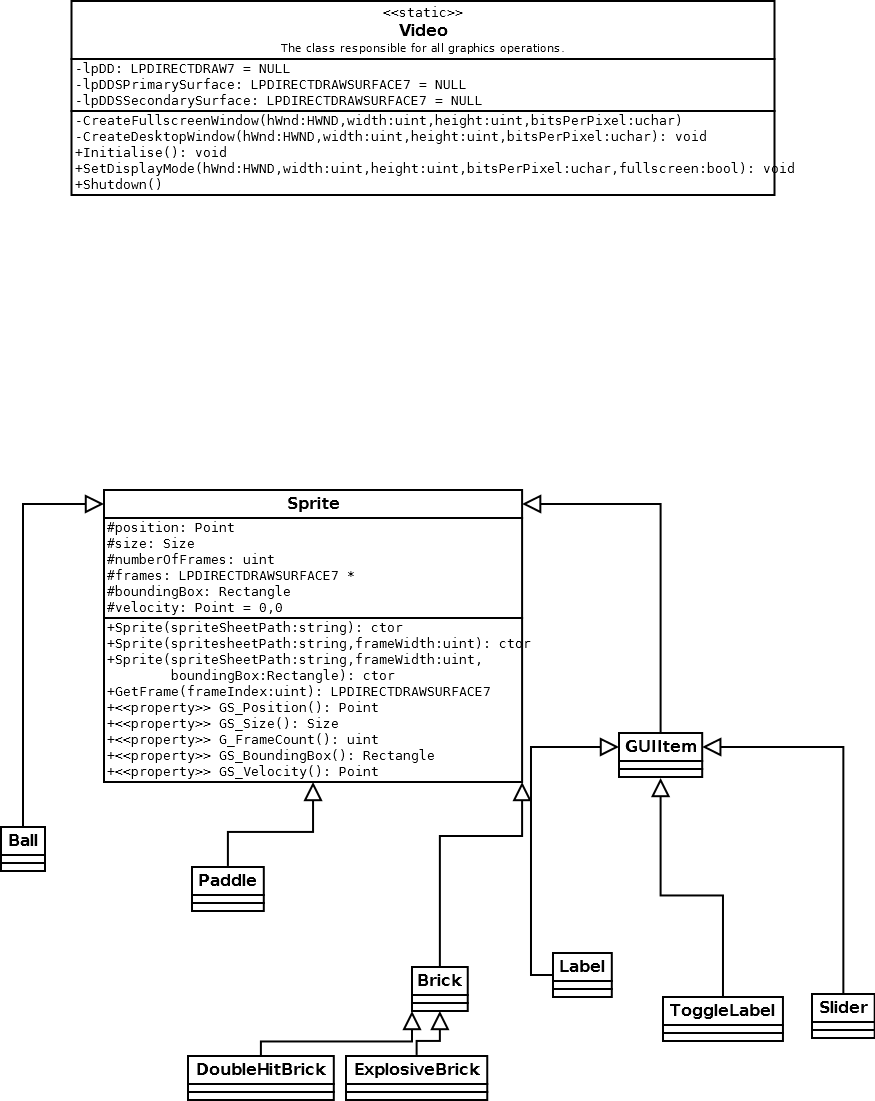 <<static>>
Video
The class responsible for all graphics operations.
-lpDD: LPDIRECTDRAW7 = NULL
-lpDDSPrimarySurface: LPDIRECTDRAWSURFACE7 = NULL
-lpDDSSecondarySurface: LPDIRECTDRAWSURFACE7 = NULL
-CreateFullscreenWindow(hWnd:HWND,width:uint,height:uint,bitsPerPixel:uchar)
-CreateDesktopWindow(hWnd:HWND,width:uint,height:uint,bitsPerPixel:uchar): void
+Initialise(): void
+SetDisplayMode(hWnd:HWND,width:uint,height:uint,bitsPerPixel:uchar,fullscreen:bool): void
+Shutdown()
Sprite
#position: Point
#size: Size
#numberOfFrames: uint
#frames: LPDIRECTDRAWSURFACE7 *
#boundingBox: Rectangle
#velocity: Point = 0,0
+Sprite(spriteSheetPath:string): ctor
+Sprite(spritesheetPath:string,frameWidth:uint): ctor
+Sprite(spriteSheetPath:string,frameWidth:uint,
boundingBox:Rectangle): ctor
+GetFrame(frameIndex:uint): LPDIRECTDRAWSURFACE7
+<<property>> GS_Position(): Point
+<<property>> GS_Size(): Size
+<<property>> G_FrameCount(): uint
+<<property>> GS_BoundingBox(): Rectangle
+<<property>> GS_Velocity(): Point
GUIItem
Ball
Paddle
Brick
Label
ToggleLabel
Slider
DoubleHitBrick
ExplosiveBrick